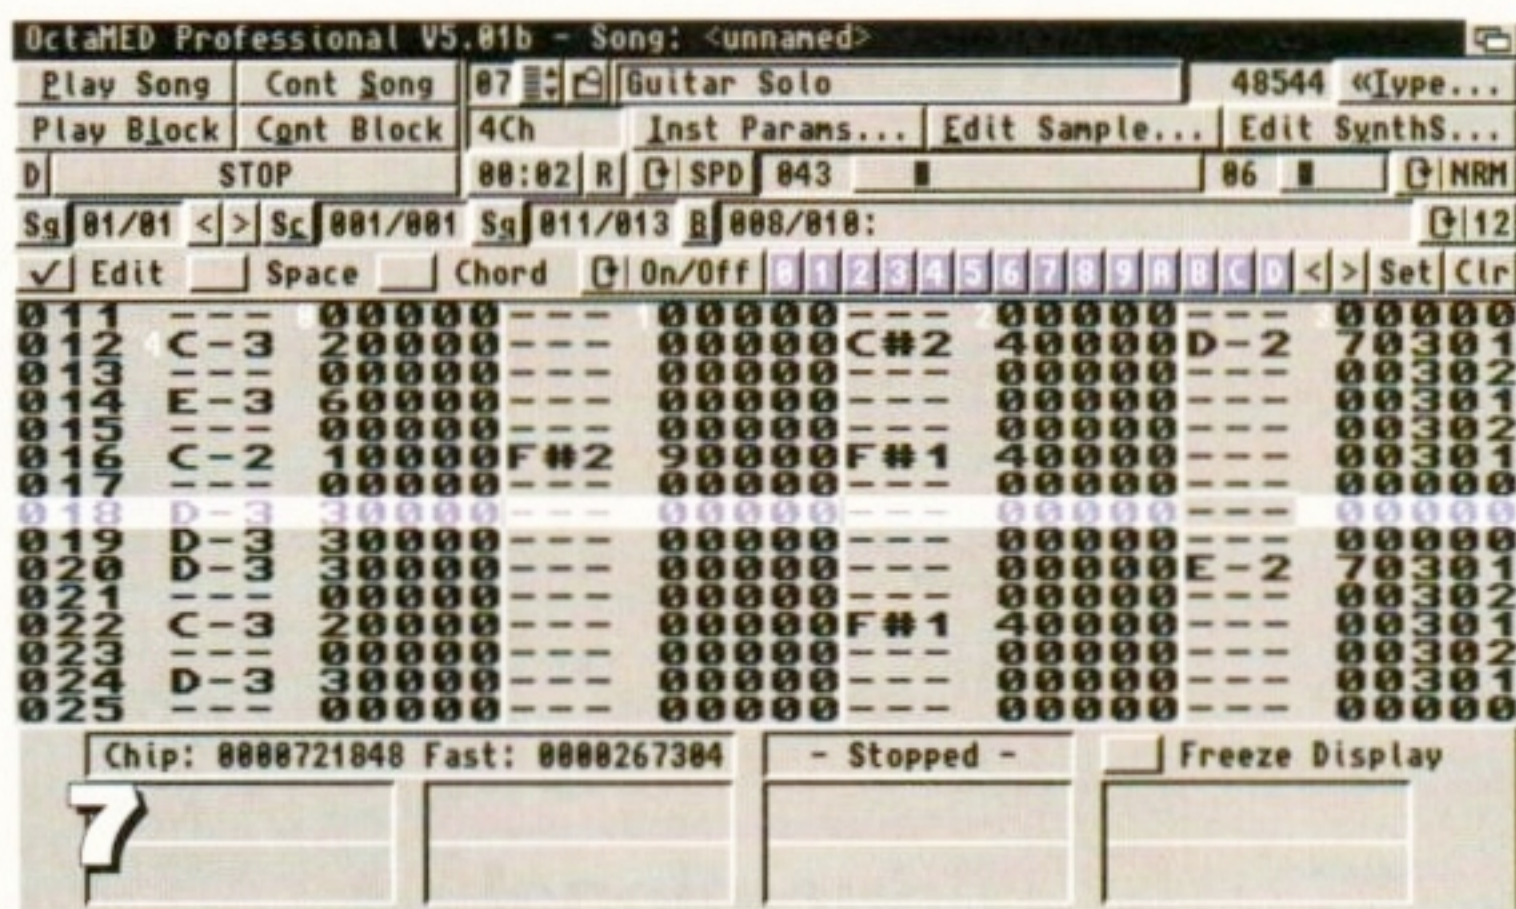 OctaMED Professional V5.01b - Song: <unnamed>
Play Song Cont Song 07 Guitar Solo 48544 «Type...
Play Block Cont Block 4Ch Inst Params... Edit Sample... Edit SynthS...
D STOP 00:02 R SPD 043 06 NRM
Sg 01/01 < > Sc 001/001 Sq 011/013 B 008/010: 12
✓ Edit Space Chord On/Off 0 1 2 3 4 5 6 7 8 9 A B C D < > Set Clr
011 --- 0 00000 --- 1 00000 --- 2 00000 --- 3 00000
012 4 C-3 20000 --- 00000 C#2 40000 D-2 70301
013 --- 00000 --- 00000 --- 00000 --- 00302
014 E-3 60000 --- 00000 --- 00000 --- 00301
015 --- 00000 --- 00000 --- 00000 --- 00302
016 C-2 10000 F#2 90000 F#1 40000 --- 00301
017 --- 00000 --- 00000 --- 00000 --- 00000
018 D-3 30000 --- 00000 --- 00000 --- 00000
019 D-3 30000 --- 00000 --- 00000 --- 00000
020 D-3 30000 --- 00000 --- 00000 E-2 70301
021 --- 00000 --- 00000 --- 00000 --- 00302
022 C-3 20000 --- 00000 F#1 40000 --- 00301
023 --- 00000 --- 00000 --- 00000 --- 00302
024 D-3 30000 --- 00000 --- 00000 --- 00301
025 --- 00000 --- 00000 --- 00000 --- 00000
Chip: 0000721848 Fast: 0000267304 - Stopped - Freeze Display
7